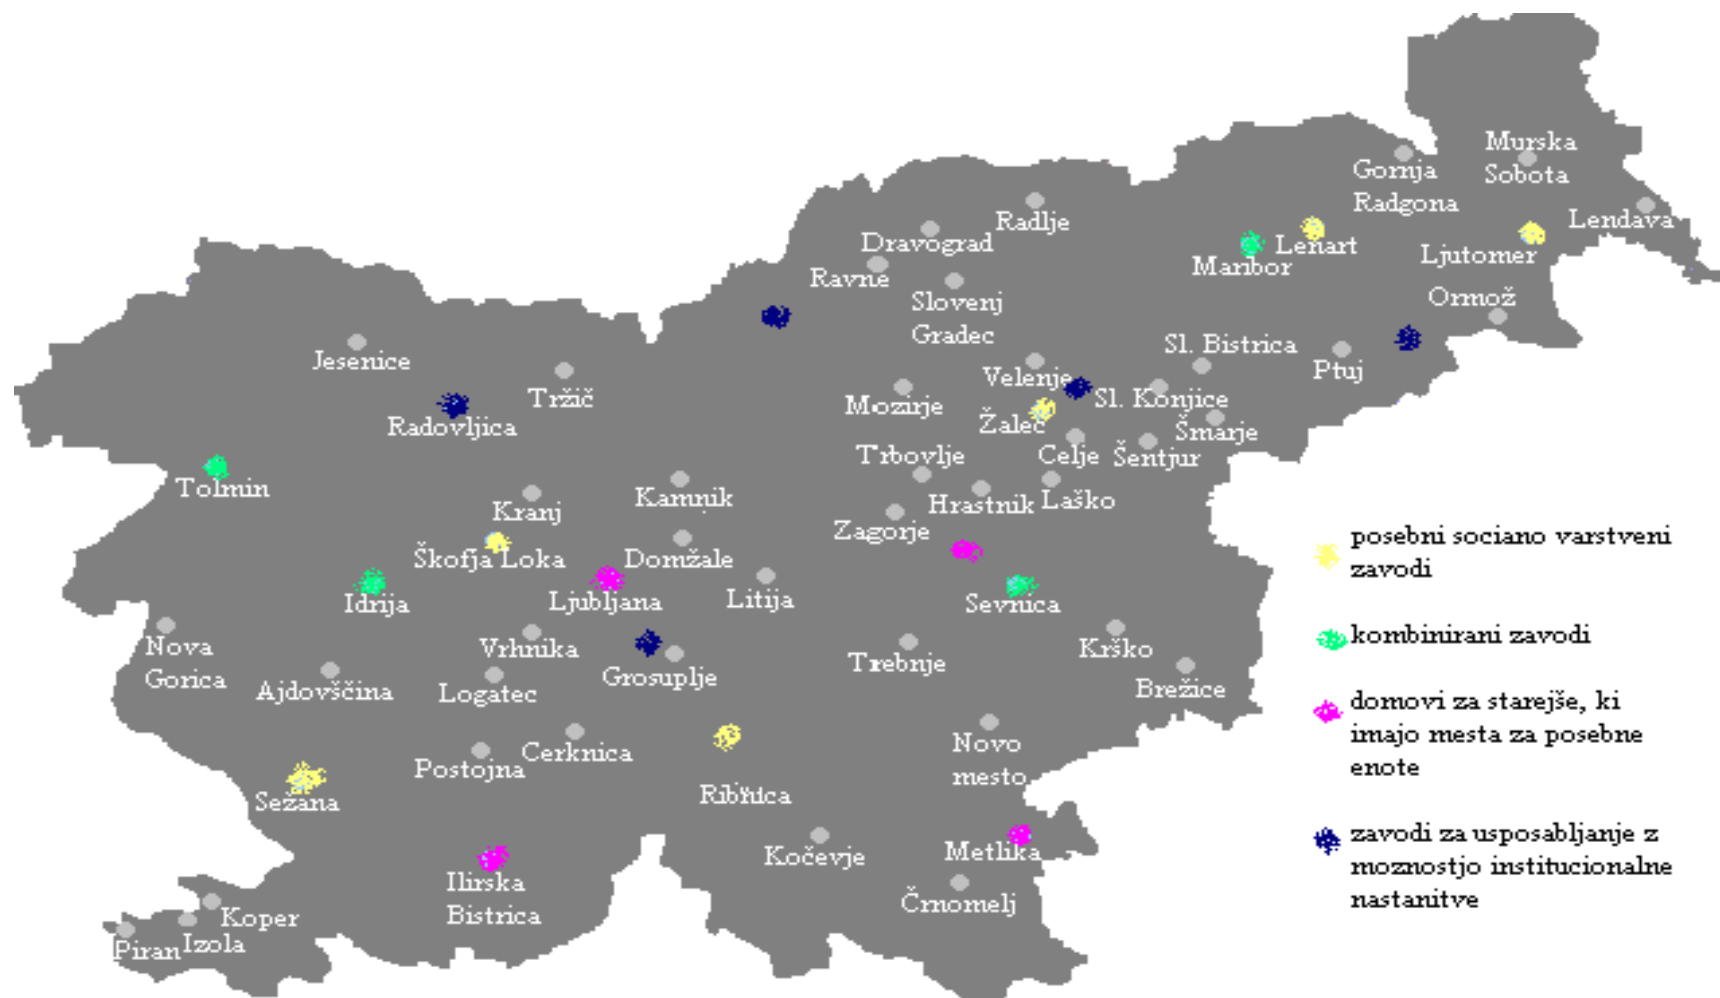 Murska
Sobota
Gornja
Radgona
Radlje
Lendava
Dravograd
Lenart
Ljutomer
Maribor
Ravne
Ormož
Slovenj
Gradec
Sl. Bistrica
Jesenice
Velenje
Ptuj
Tržič
Mozirje
Sl. Konjice
Radovljica
Žalec
Šmarje
Trbovlje
Celje
Šentjur
Tolmin
Kamnik
Kranj
Hrastnik
Laško
Zagorje
Škofja Loka
Domžale
Idrija
Ljubljana
Litija
Sevnica
Nova
Gorica
Vrhnika
Trebnje
Krško
Grosuplje
Ajdovščina
Logatec
Brežice
Cerknica
Novo
mesto
Postojna
Sežana
Ribnica
Kočevje
Metlika
Ilirska
Bistrica
Črnomelj
Koper
Izola
Piran
posebni sociano varstveni
zavodi
kombinirani zavodi
domovi za starejše, ki
imajo mesta za posebne
enote
zavodi za usposabljanje z
moznostjo institucionalne
nastanitve